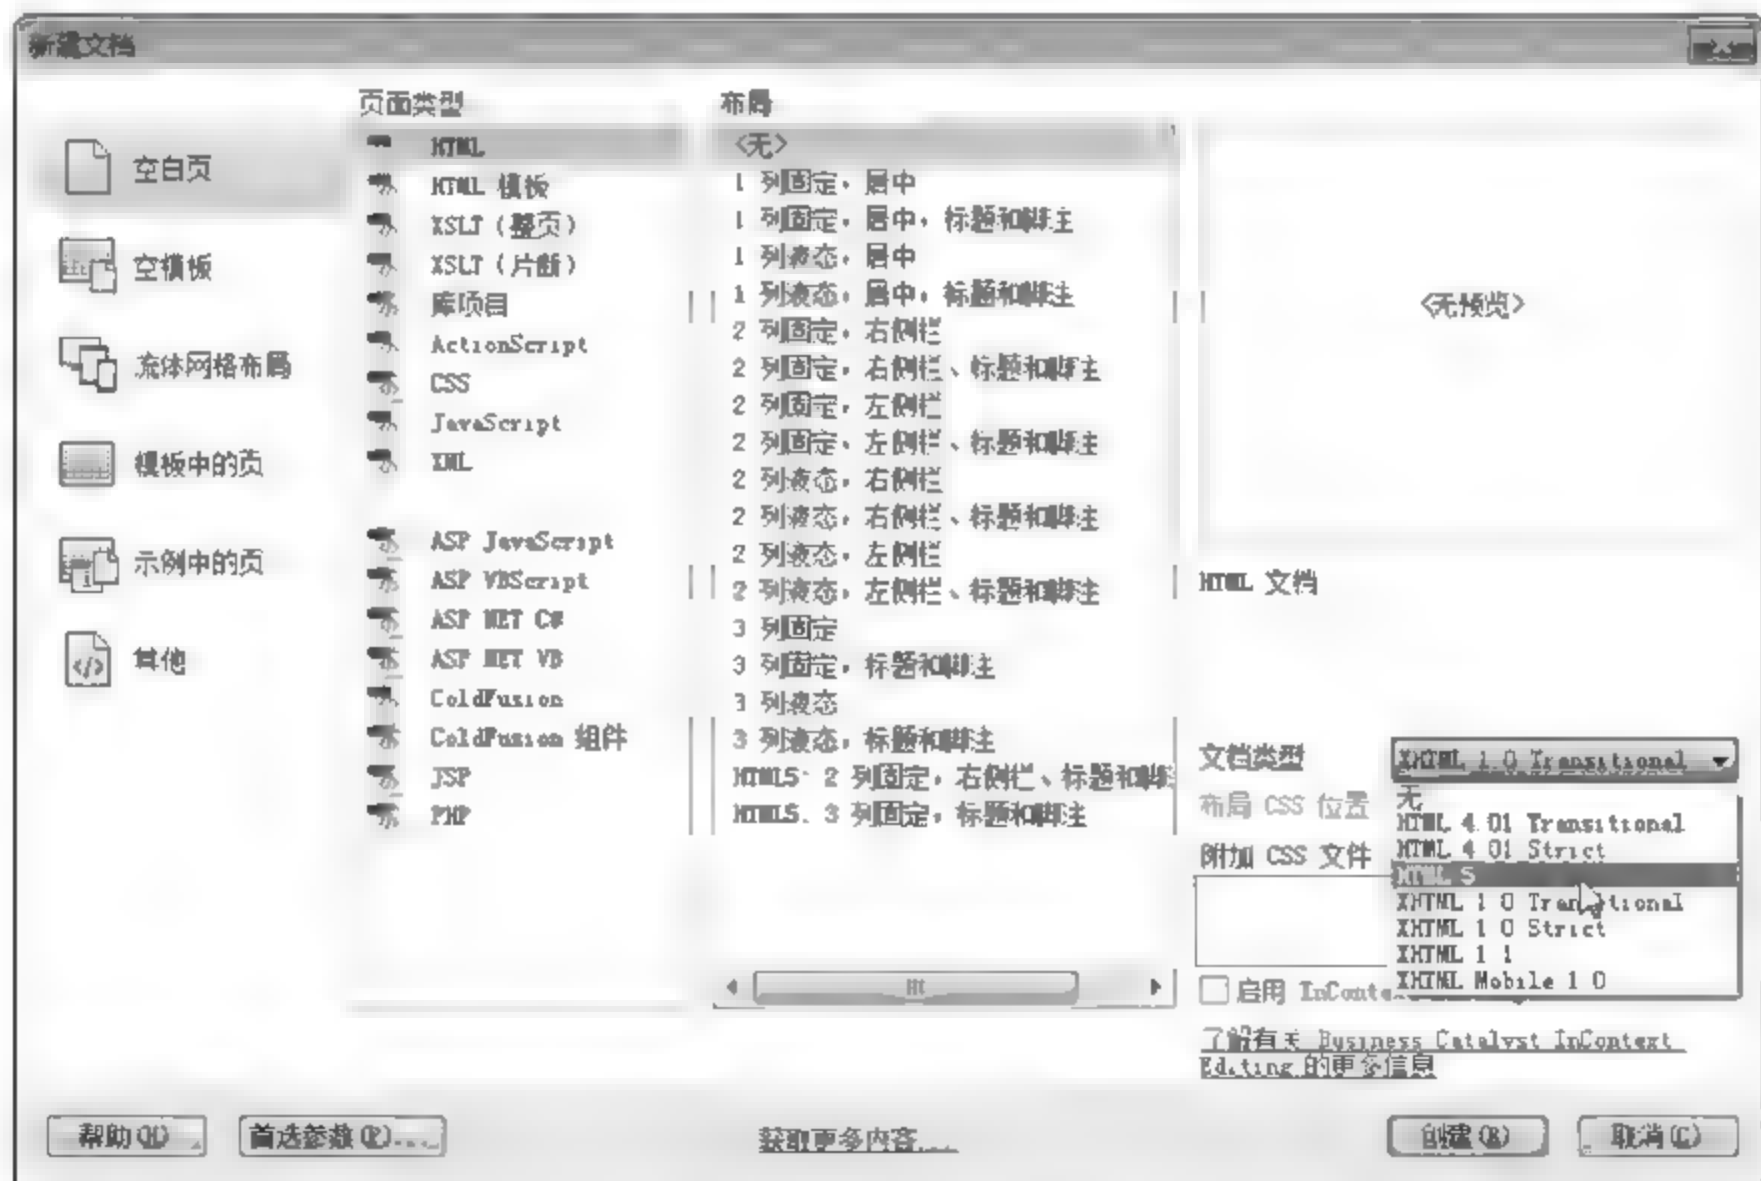 新建文档
页面类型
布局
空白页
空模板
流体网格布局
模板中的页
示例中的页
其他
HTML
HTML 模板
XSLT（整页）
XSLT（片断）
库项目
ActionScript
CSS
JavaScript
XML
ASP JavaScript
ASP VBScript
ASP NET C#
ASP NET VB
ColdFusion
ColdFusion 组件
JSP
PHP
<无>
1 列固定，居中
1 列固定，居中，标题和脚注
1 列液态，居中
1 列液态，居中，标题和脚注
2 列固定，右侧栏
2 列固定，右侧栏、标题和脚注
2 列固定，左侧栏
2 列固定，左侧栏、标题和脚注
2 列液态，右侧栏
2 列液态，右侧栏、标题和脚注
2 列液态，左侧栏
2 列液态，左侧栏、标题和脚注
3 列固定
3 列固定，标题和脚注
3 列液态
3 列液态，标题和脚注
HTML5: 2 列固定，右侧栏、标题和脚
HTML5: 3 列固定，标题和脚注
<无预览>
HTML 文档
文档类型
XHTML 1.0 Transitional
布局 CSS 位置
附加 CSS 文件
无
HTML 4.01 Transitional
HTML 4.01 Strict
HTML 5
XHTML 1.0 Transitional
XHTML 1.0 Strict
XHTML 1.1
XHTML Mobile 1.0
启用 InConte
了解有关 Business Catalyst InContext
Editing 的更多信息
帮助(H)
首选参数(P)...
获取更多内容...
创建(R)
取消(C)